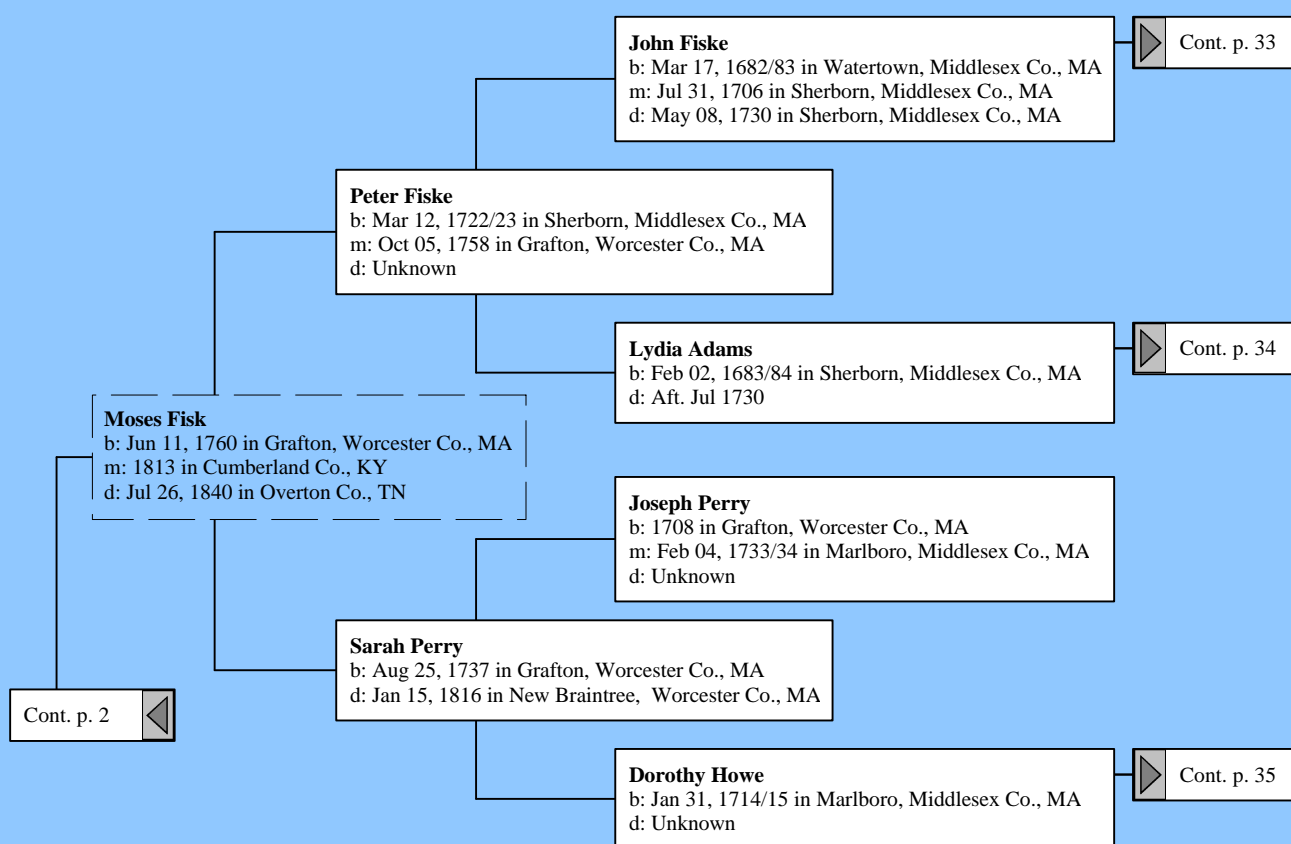 John Fiske
b: Mar 17, 1682/83 in Watertown, Middlesex Co., MA
m: Jul 31, 1706 in Sherborn, Middlesex Co., MA
d: May 08, 1730 in Sherborn, Middlesex Co., MA
Cont. p. 33
Peter Fiske
b: Mar 12, 1722/23 in Sherborn, Middlesex Co., MA
m: Oct 05, 1758 in Grafton, Worcester Co., MA
d: Unknown
Lydia Adams
b: Feb 02, 1683/84 in Sherborn, Middlesex Co., MA
d: Aft. Jul 1730
Cont. p. 34
Moses Fisk
b: Jun 11, 1760 in Grafton, Worcester Co., MA
m: 1813 in Cumberland Co., KY
d: Jul 26, 1840 in Overton Co., TN
Joseph Perry
b: 1708 in Grafton, Worcester Co., MA
m: Feb 04, 1733/34 in Marlboro, Middlesex Co., MA
d: Unknown
Sarah Perry
b: Aug 25, 1737 in Grafton, Worcester Co., MA
d: Jan 15, 1816 in New Braintree,  Worcester Co., MA
Cont. p. 2
Dorothy Howe
b: Jan 31, 1714/15 in Marlboro, Middlesex Co., MA
d: Unknown
Cont. p. 35